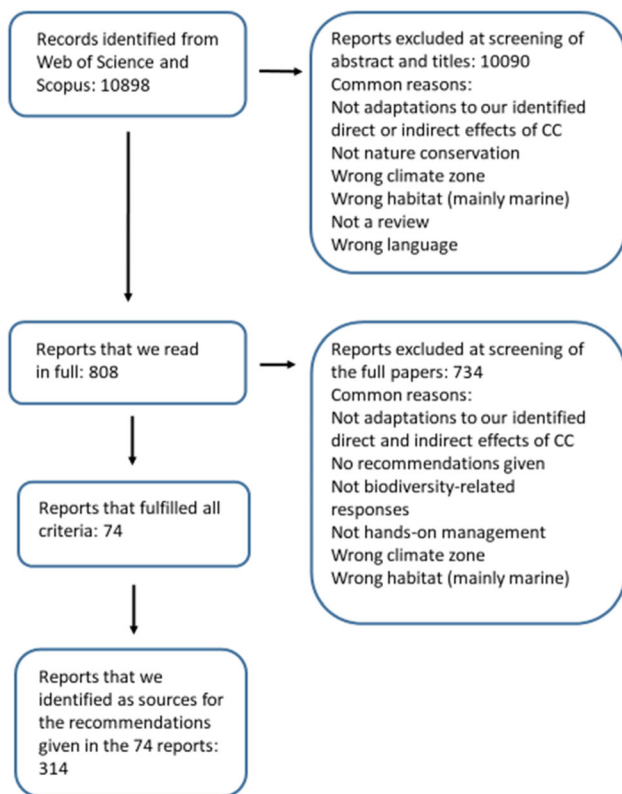 Records identified from
Web of Science and
Scopus: 10898
Reports excluded at screening of
abstract and titles: 10090
Common reasons:
Not adaptations to our identified
direct or indirect effects of CC
Not nature conservation
Wrong climate zone
Wrong habitat (mainly marine)
Not a review
Wrong language
Reports that we read
in full: 808
Reports excluded at screening of
the full papers: 734
Common reasons:
Not adaptations to our identified
direct and indirect effects of CC
No recommendations given
Not biodiversity-related
responses
Not hands-on management
Wrong climate zone
Wrong habitat (mainly marine)
Reports that fulfilled all
criteria: 74
Reports that we
identified as sources for
the recommendations
given in the 74 reports:
314